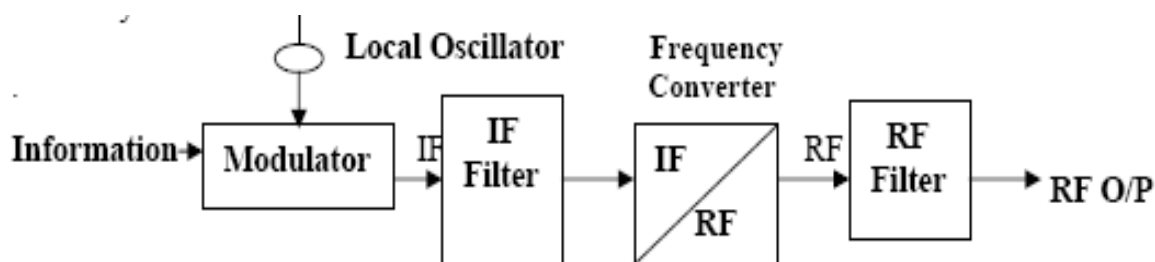 Local Oscillator
Frequency
Converter
Information
Modulator
IF
IF
Filter
IF
RF
RF
RF
Filter
RF O/P